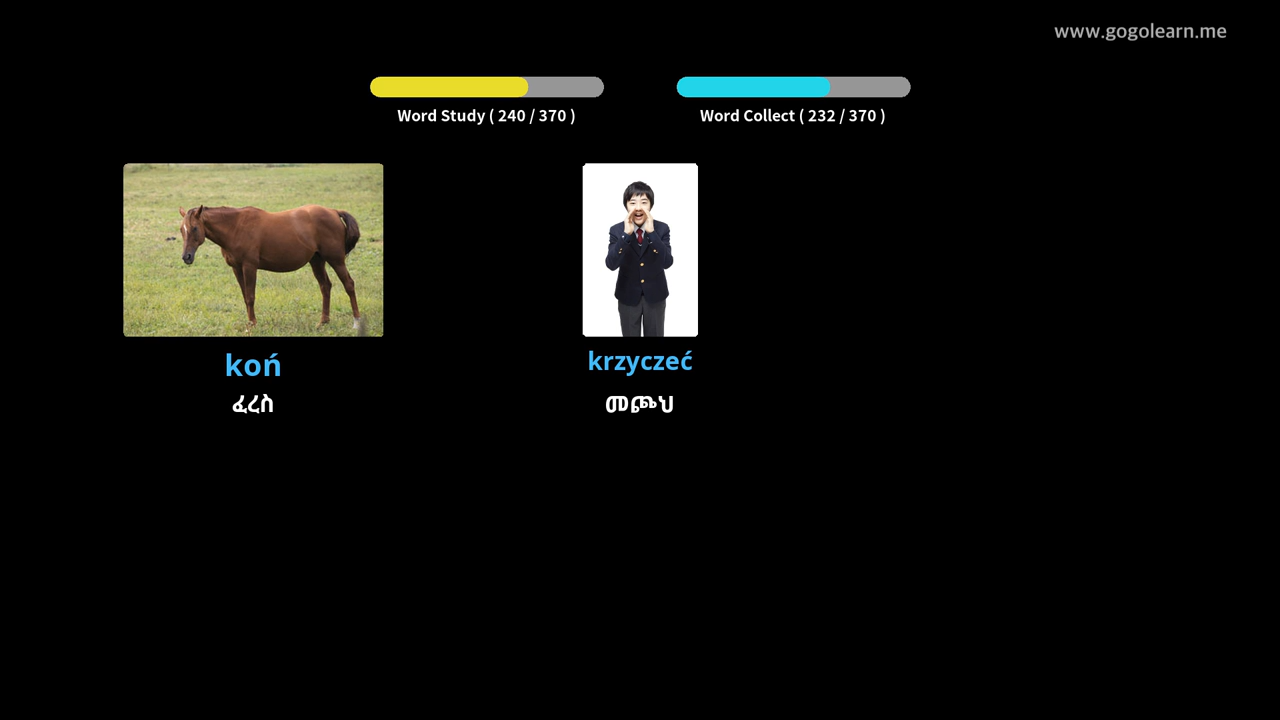 www.gogolearn.me
Word Study ( 240 / 370 )
Word Collect ( 232 / 370 )
koń
ፈረስ
krzyczeć
መጮህ